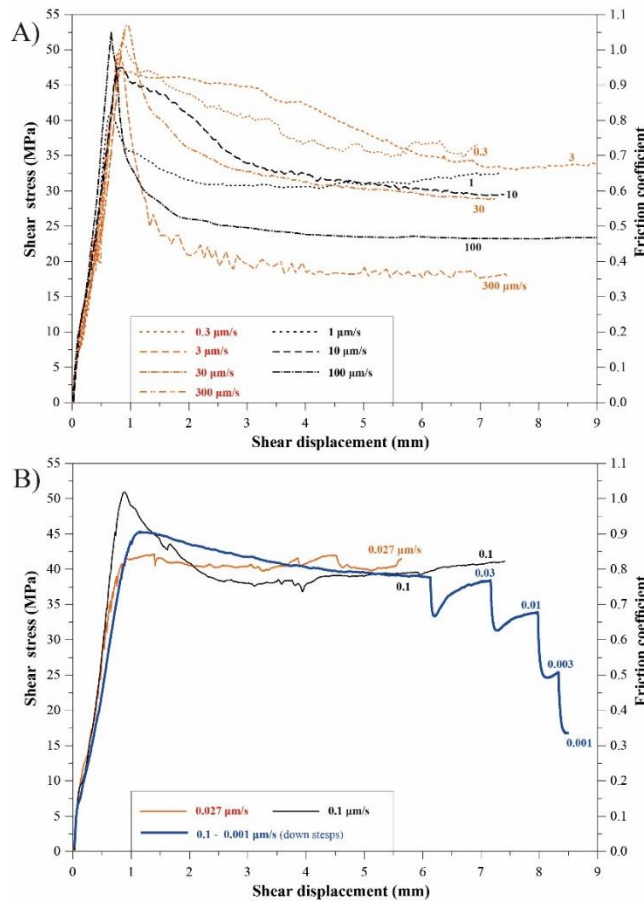 A)
55
50
45
40
35
30
25
20
15
10
5
0
Shear stress (MPa)
1.1
1.0
0.9
0.8
0.7
0.6
0.5
0.4
0.3
0.2
0.1
0.0
Friction coefficient
0.3
3
1
10
30
100
300 µm/s
0.3 µm/s
1 µm/s
3 µm/s
10 µm/s
30 µm/s
100 µm/s
300 µm/s
0 1 2 3 4 5 6 7 8 9
Shear displacement (mm)
B)
55
50
45
40
35
30
25
20
15
10
5
0
Shear stress (MPa)
1.1
1.0
0.9
0.8
0.7
0.6
0.5
0.4
0.3
0.2
0.1
0.0
Friction coefficient
0.027 µm/s
0.1
0.1
0.03
0.01
0.003
0.001
0.027 µm/s
0.1 µm/s
0.1 - 0.001 µm/s (down stesps)
0 1 2 3 4 5 6 7 8 9
Shear displacement (mm)